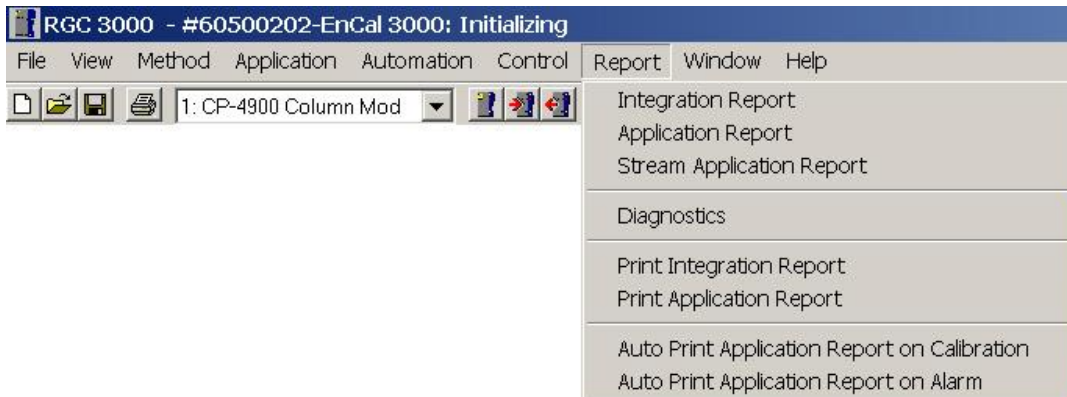 RGC 3000 - #60500202-EnCal 3000: Initializing
File View Method Application Automation Control Report Window Help
1: CP-4900 Column Mod
Integration Report
Application Report
Stream Application Report
Diagnostics
Print Integration Report
Print Application Report
Auto Print Application Report on Calibration
Auto Print Application Report on Alarm